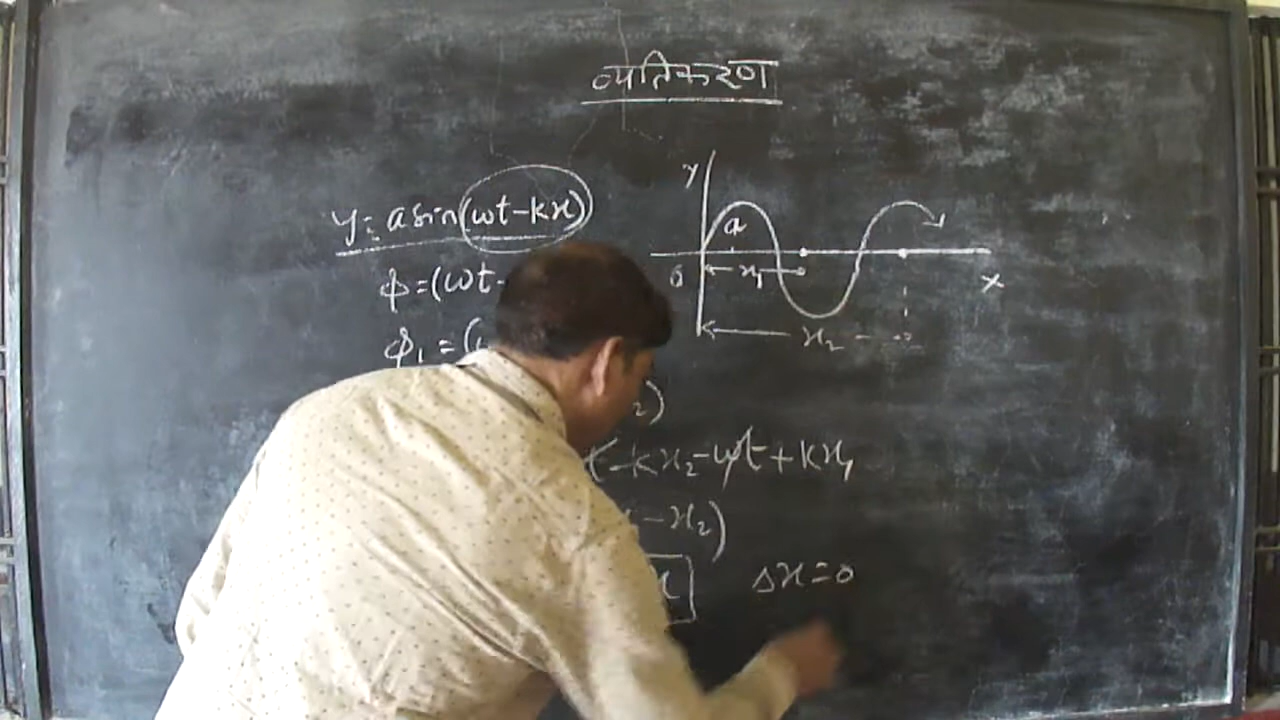 व्यतिकरण
y = a sin(ωt-kx)
ϕ=(ωt-
ϕ₁ =(
₂)
t-kx₂-ωt+kx₁
-x₂)
x
Δx=0
y
a
0
x₁
x
x₂